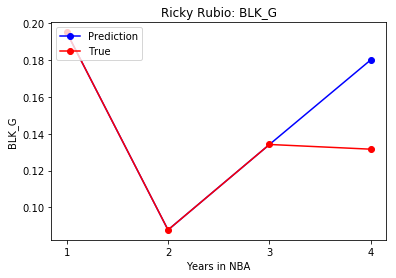 Ricky Rubio: BLK_G
Prediction
True
0.20
0.18
0.16
0.14
0.12
0.10
BLK_G
1 2 3 4
Years in NBA